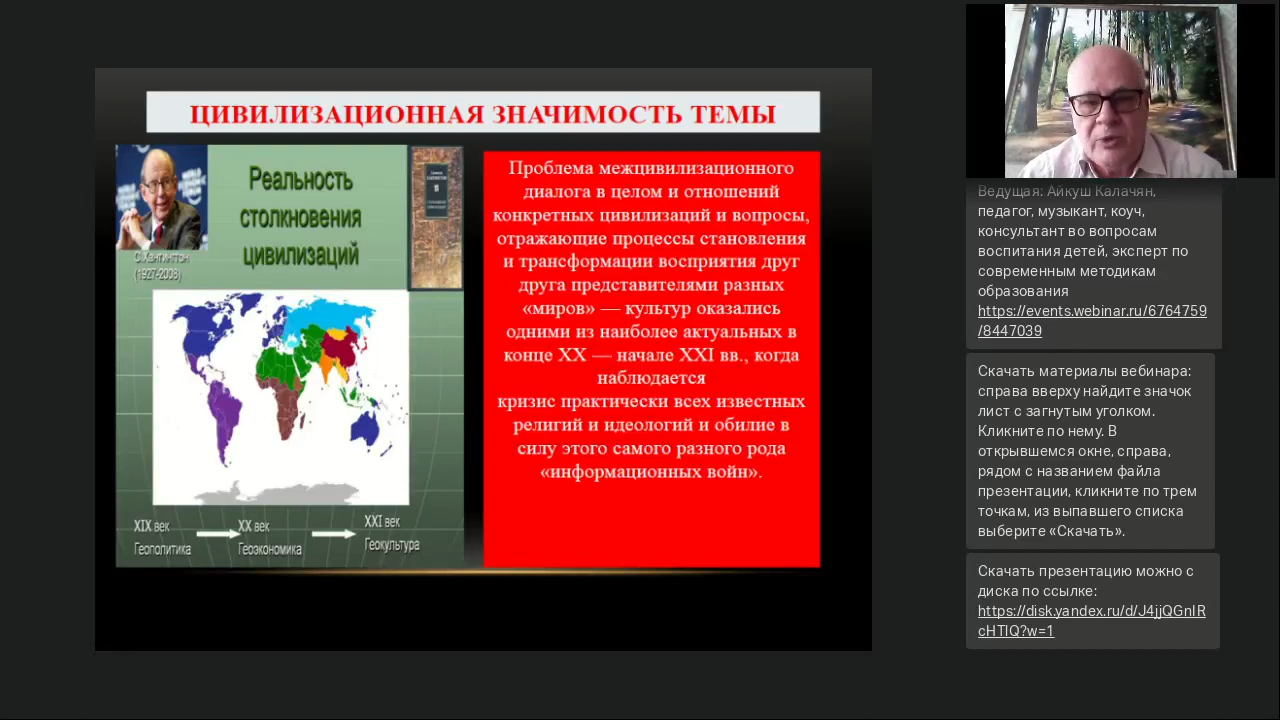 ЦИВИЛИЗАЦИОННАЯ ЗНАЧИМОСТЬ ТЕМЫ
Реальность
столкновения
цивилизаций
С.Хантингтон
(1927-2008)
XIX век
Геополитика
XX век
Геоэкономика
XXI век
Геокультура
Проблема межцивилизационного
диалога в целом и отношений
конкретных цивилизаций и вопросы,
отражающие процессы становления
и трансформации восприятия друг
друга представителями разных
«миров» — культур оказались
одними из наиболее актуальных в
конце XX — начале XXI вв., когда
наблюдается
кризис практически всех известных
религий и идеологий и обилие в
силу этого самого разного рода
«информационных войн».
Ведущая: Айкуш Калачян,
педагог, музыкант, коуч,
консультант во вопросам
воспитания детей, эксперт по
современным методикам
образования
https://events.webinar.ru/6764759
/8447039
Скачать материалы вебинара:
справа вверху найдите значок
лист с загнутым уголком.
Кликните по нему. В
открывшемся окне, справа,
рядом с названием файла
презентации, кликните по трем
точкам, из выпавшего списка
выберите «Скачать».
Скачать презентацию можно с
диска по ссылке:
https://disk.yandex.ru/d/J4jjQGnIR
cHTlQ?w=1